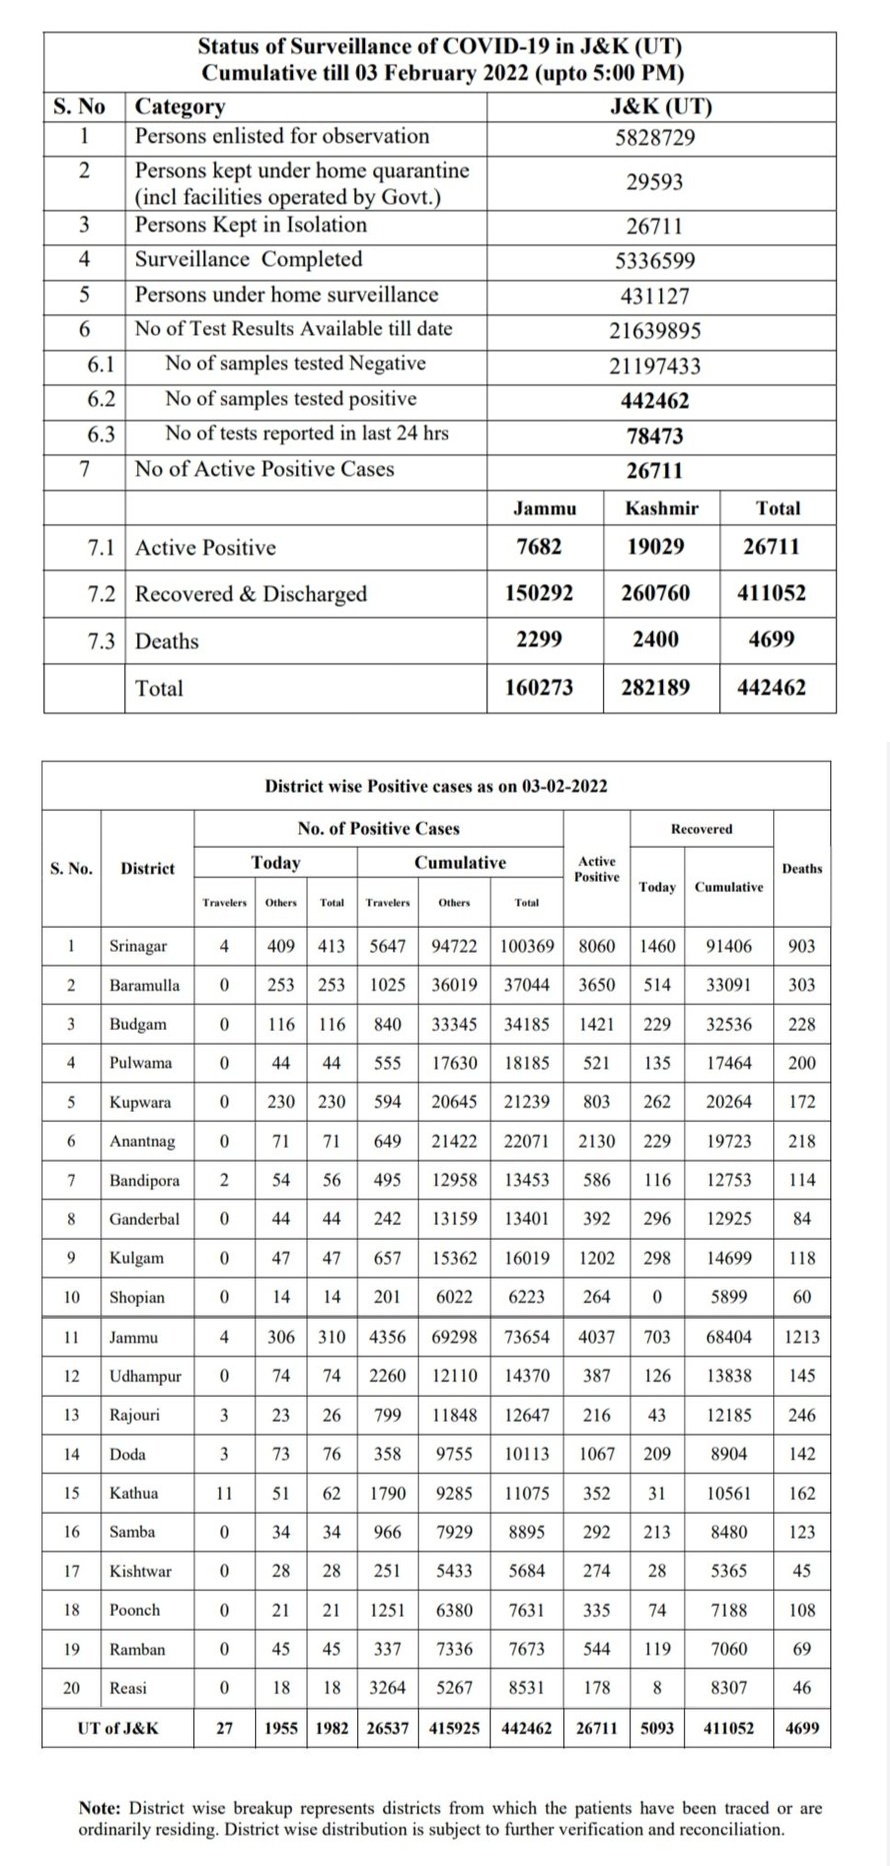 Status of Surveillance of COVID-19 in J&K (UT)
Cumulative till 03 February 2022 (upto 5:00 PM)
S. No Category J&K (UT)
1 Persons enlisted for observation 5828729
2 Persons kept under home quarantine
(incl facilities operated by Govt.) 29593
3 Persons Kept in Isolation 26711
4 Surveillance Completed 5336599
5 Persons under home surveillance 431127
6 No of Test Results Available till date 21639895
6.1 No of samples tested Negative 21197433
6.2 No of samples tested positive 442462
6.3 No of tests reported in last 24 hrs 78473
7 No of Active Positive Cases 26711
Jammu Kashmir Total
7.1 Active Positive 7682 19029 26711
7.2 Recovered & Discharged 150292 260760 411052
7.3 Deaths 2299 2400 4699
Total 160273 282189 442462
District wise Positive cases as on 03-02-2022
S. No. District No. of Positive Cases Active
Positive Recovered Deaths
Today Cumulative Today Cumulative
Travelers Others Total Travelers Others Total
1 Srinagar 4 409 413 5647 94722 100369 8060 1460 91406 903
2 Baramulla 0 253 253 1025 36019 37044 3650 514 33091 303
3 Budgam 0 116 116 840 33345 34185 1421 229 32536 228
4 Pulwama 0 44 44 555 17630 18185 521 135 17464 200
5 Kupwara 0 230 230 594 20645 21239 803 262 20264 172
6 Anantnag 0 71 71 649 21422 22071 2130 229 19723 218
7 Bandipora 2 54 56 495 12958 13453 586 116 12753 114
8 Ganderbal 0 44 44 242 13159 13401 392 296 12925 84
9 Kulgam 0 47 47 657 15362 16019 1202 298 14699 118
10 Shopian 0 14 14 201 6022 6223 264 0 5899 60
11 Jammu 4 306 310 4356 69298 73654 4037 703 68404 1213
12 Udhampur 0 74 74 2260 12110 14370 387 126 13838 145
13 Rajouri 3 23 26 799 11848 12647 216 43 12185 246
14 Doda 3 73 76 358 9755 10113 1067 209 8904 142
15 Kathua 11 51 62 1790 9285 11075 352 31 10561 162
16 Samba 0 34 34 966 7929 8895 292 213 8480 123
17 Kishtwar 0 28 28 251 5433 5684 274 28 5365 45
18 Poonch 0 21 21 1251 6380 7631 335 74 7188 108
19 Ramban 0 45 45 337 7336 7673 544 119 7060 69
20 Reasi 0 18 18 3264 5267 8531 178 8 8307 46
UT of J&K 27 1955 1982 26537 415925 442462 26711 5093 411052 4699
Note: District wise breakup represents districts from which the patients have been traced or are
ordinarily residing. District wise distribution is subject to further verification and reconciliation.